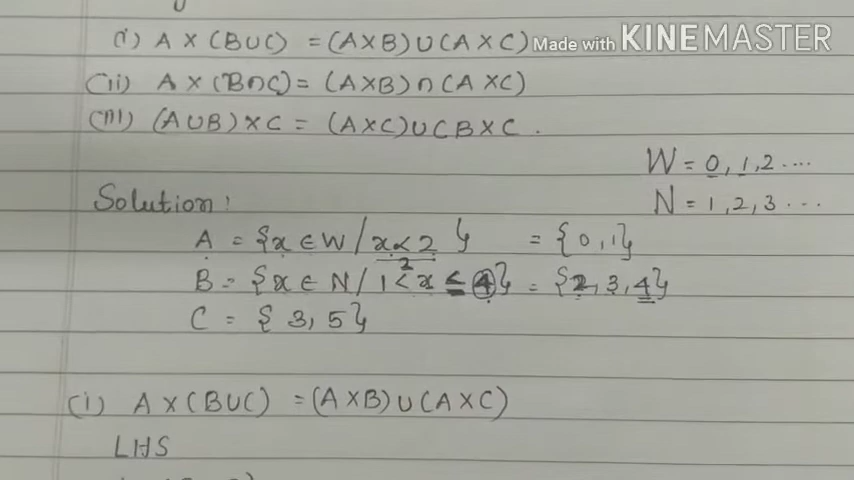 (i) A × (B∪C) = (A×B)∪(A×C)
Made with KINEMASTER
(ii) A × (B∩C) = (A×B)∩(A×C)
(iii) (A∪B)×C = (A×C)∪(B×C.
W = 0, 1, 2 ....
N = 1, 2, 3 ...
Solution:
A = {x ∈ W / x < 2} = {0, 1}
2
B = {x ∈ N / 1 < x ≤ 4} = {2, 3, 4}
C = {3, 5}
(i) A × (B∪C) = (A×B)∪(A×C)
LHS